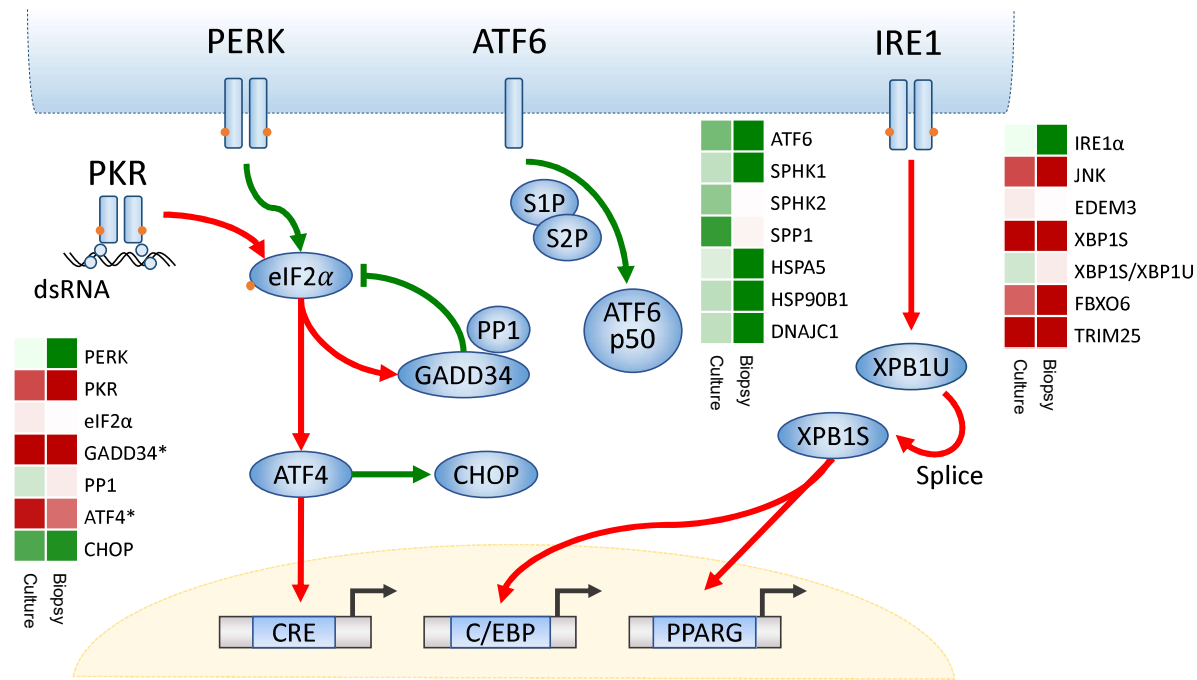 PERK
ATF6
IRE1
PKR
dsRNA
eIF2α
S1P
S2P
ATF6
p50
PP1
GADD34
ATF4
CHOP
XPB1U
XPB1S
Splice
CRE
C/EBP
PPARG
PERK
PKR
eIF2α
GADD34*
PP1
ATF4*
CHOP
Culture
Biopsy
ATF6
SPHK1
SPHK2
SPP1
HSPA5
HSP90B1
DNAJC1
Culture
Biopsy
IRE1α
JNK
EDEM3
XBP1S
XBP1S/XBP1U
FBXO6
TRIM25
Culture
Biopsy